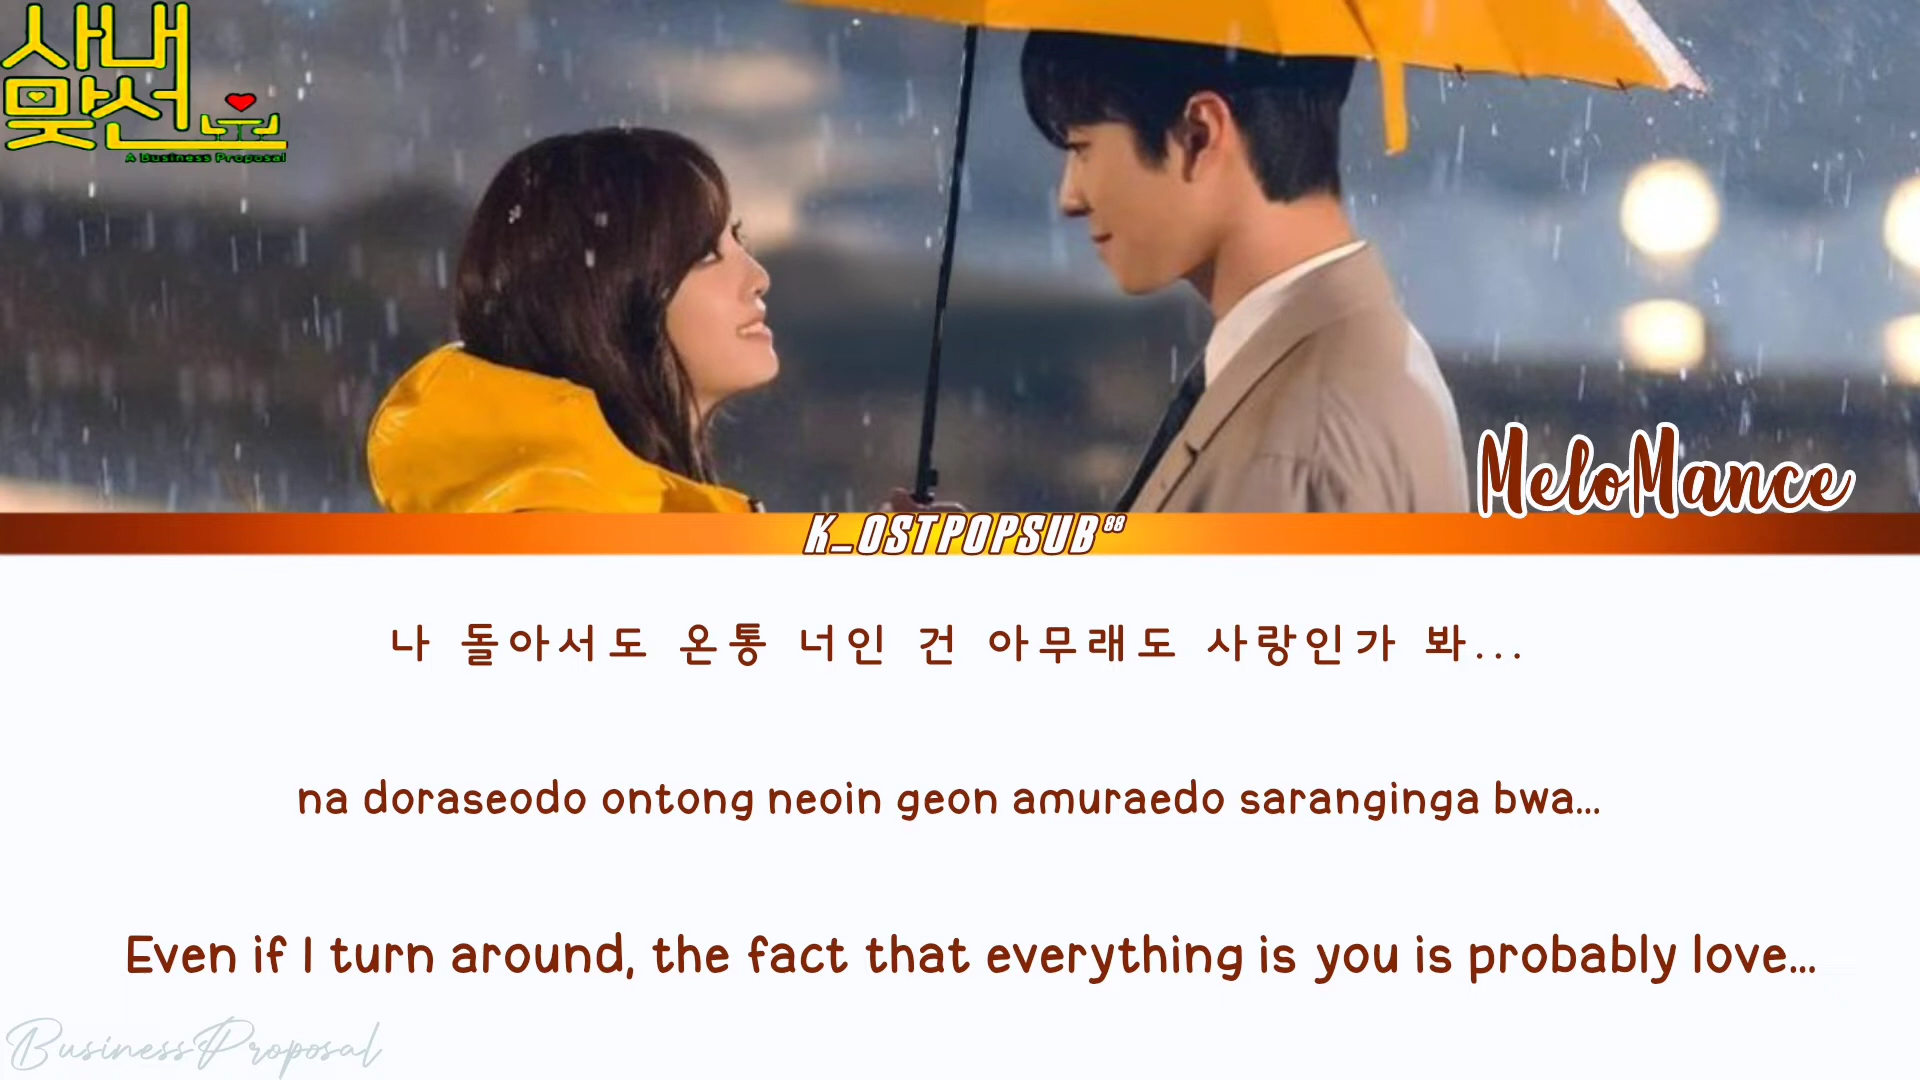 사내
맞선
A Business Proposal
MeloMance
K_OSTPOPSUB88
나 돌아서도 온통 너인 건 아무래도 사랑인가 봐...
na doraseodo ontong neoin geon amuraedo saranginga bwa...
Even if I turn around, the fact that everything is you is probably love...
Business Proposal